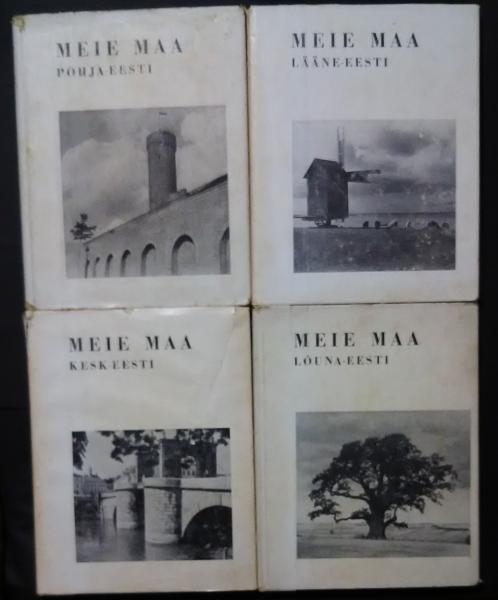 MEIE MAA
PÕHJA-EESTI
MEIE MAA
LÄÄNE-EESTI
MEIE MAA
KESK-EESTI
MEIE MAA
LÕUNA-EESTI